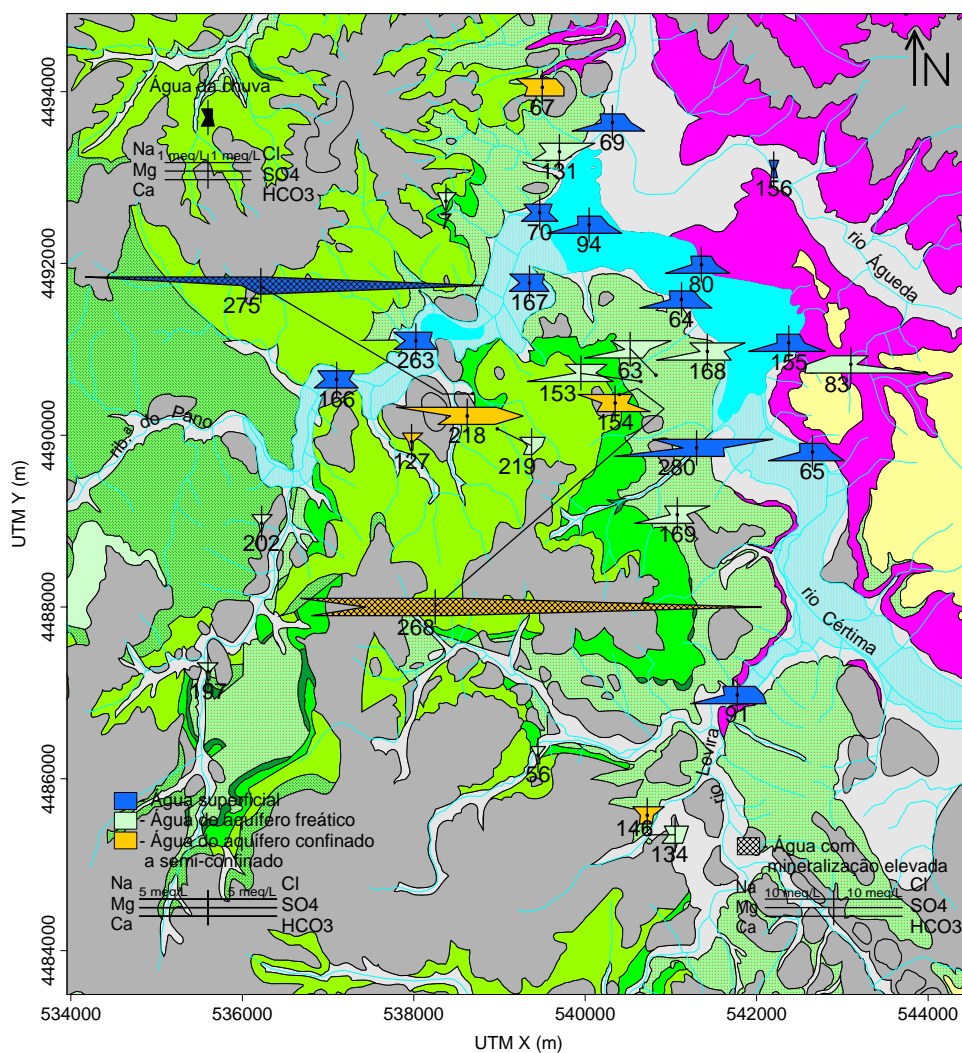 N
4494000
4492000
4490000
4488000
4486000
4484000
UTM Y (m)
534000
536000
538000
540000
542000
544000
UTM X (m)
Água da chuva
Na 1 meq/L 1 meq/L Cl
Mg SO4
Ca HCO3
67
69
131
156
7
70
94
rio Águeda
80
275
167
64
263
63
168
155
83
166
153
154
rib.ª do Pano
218
127
219
280
65
202
169
268
rio Cértima
197
91
56
rio Levira
146
134
- Água superficial
- Água do aquífero freático
- Água do aquífero confinado
a semi-confinado
Na 5 meq/L 5 meq/L Cl
Mg SO4
Ca HCO3
- Água com
mineralização elevada
Na 10 meq/L 10 meq/L Cl
Mg SO4
Ca HCO3